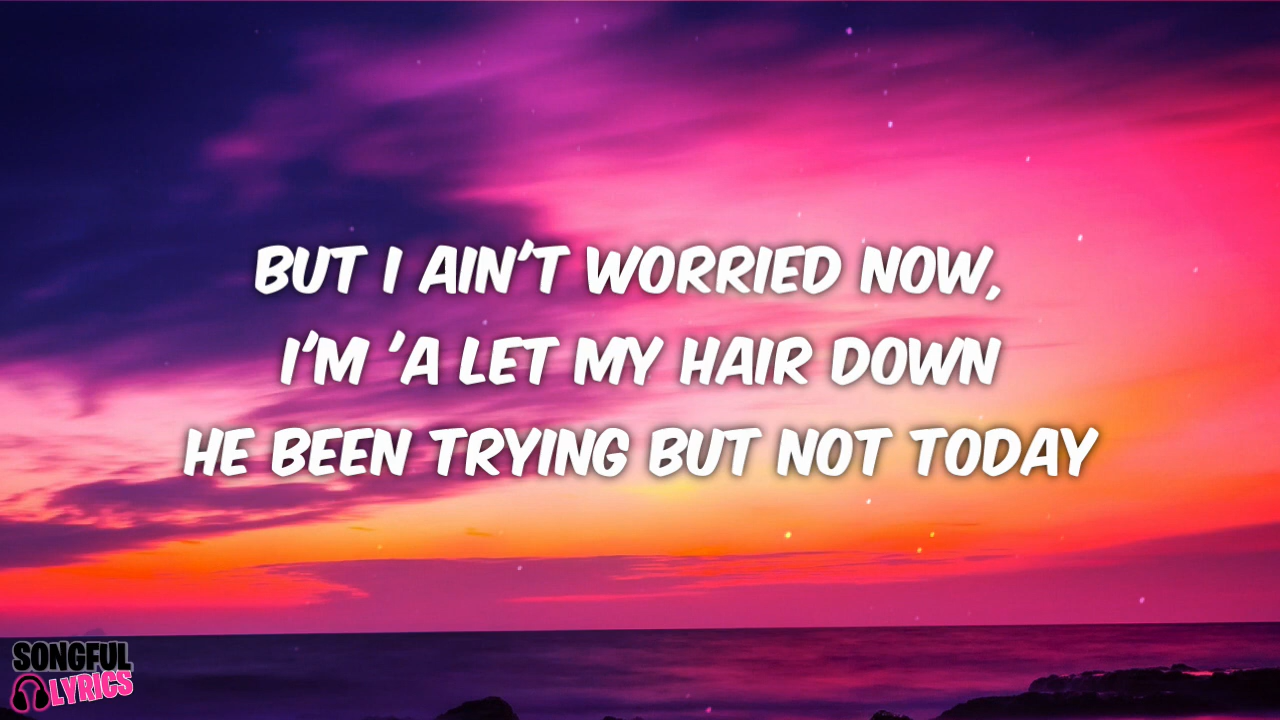 BUT I AIN'T WORRIED NOW,
I'M 'A LET MY HAIR DOWN
HE BEEN TRYING BUT NOT TODAY
SONGFUL
LYRICS